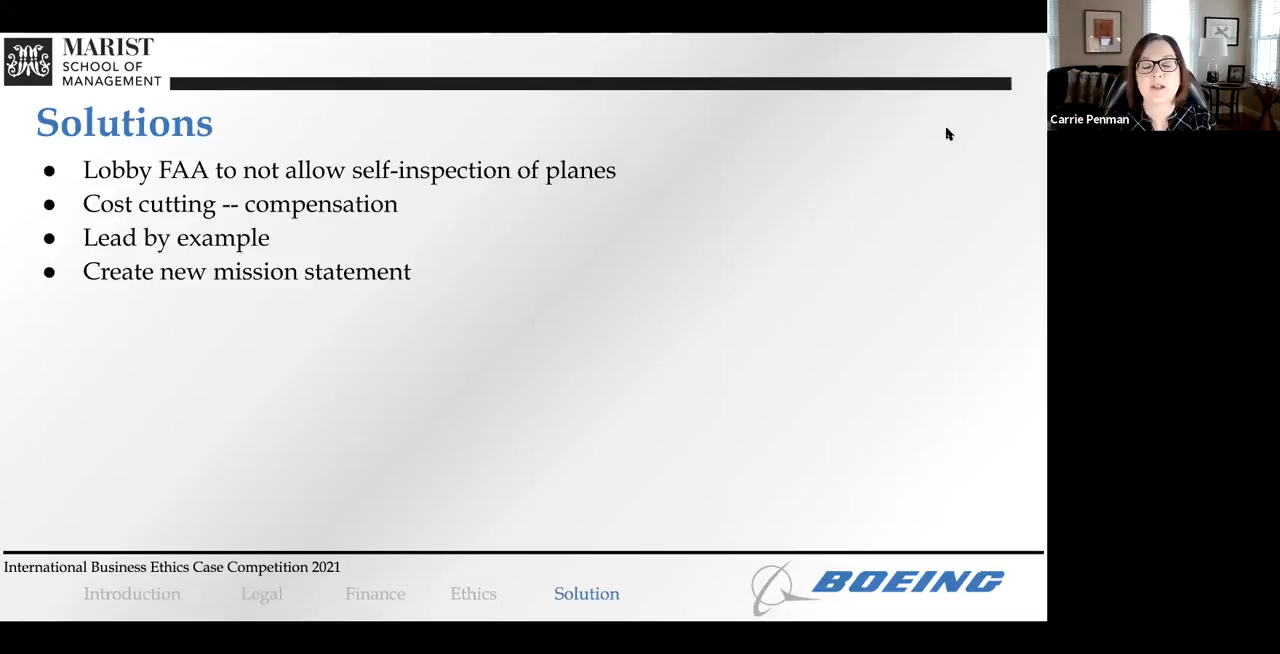 MARIST
SCHOOL OF
MANAGEMENT
Solutions
● Lobby FAA to not allow self-inspection of planes
● Cost cutting -- compensation
● Lead by example
● Create new mission statement
International Business Ethics Case Competition 2021
Introduction Legal Finance Ethics Solution
BOEING
Carrie Penman